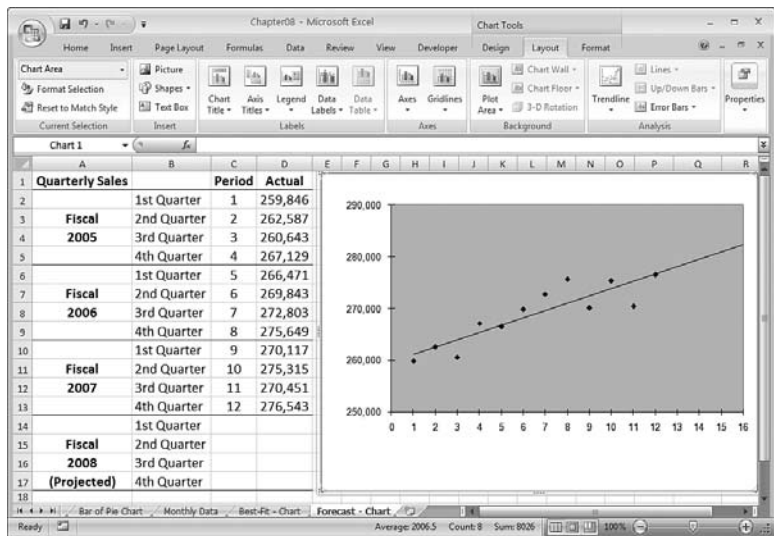 Chapter08 - Microsoft Excel
Chart Tools
Home Insert Page Layout Formulas Data Review View Developer Design Layout Format
Chart Area
Format Selection
Reset to Match Style
Current Selection
Picture
Shapes
Text Box
Insert
Chart Title
Axis Titles
Legend
Data Labels
Data Table
Labels
Axes
Gridlines
Axes
Plot Area
Chart Wall
Chart Floor
3-D Rotation
Background
Trendline
Lines
Up/Down Bars
Error Bars
Analysis
Properties
Chart 1 fx
A B C D E F G H I J K L M N O P Q R
1 Quarterly Sales Period Actual
2 1st Quarter 1 259,846
3 Fiscal 2nd Quarter 2 262,587
4 2005 3rd Quarter 3 260,643
5 4th Quarter 4 267,129
6 1st Quarter 5 266,471
7 Fiscal 2nd Quarter 6 269,843
8 2006 3rd Quarter 7 272,803
9 4th Quarter 8 275,649
10 1st Quarter 9 270,117
11 Fiscal 2nd Quarter 10 275,315
12 2007 3rd Quarter 11 270,451
13 4th Quarter 12 276,543
14 1st Quarter
15 Fiscal 2nd Quarter
16 2008 3rd Quarter
17 (Projected) 4th Quarter
18
290,000
280,000
270,000
260,000
250,000
0 1 2 3 4 5 6 7 8 9 10 11 12 13 14 15 16
Bar of Pie Chart Monthly Data Best-Fit - Chart Forecast - Chart
Ready Average: 2006.5 Count: 8 Sum: 8026 100%